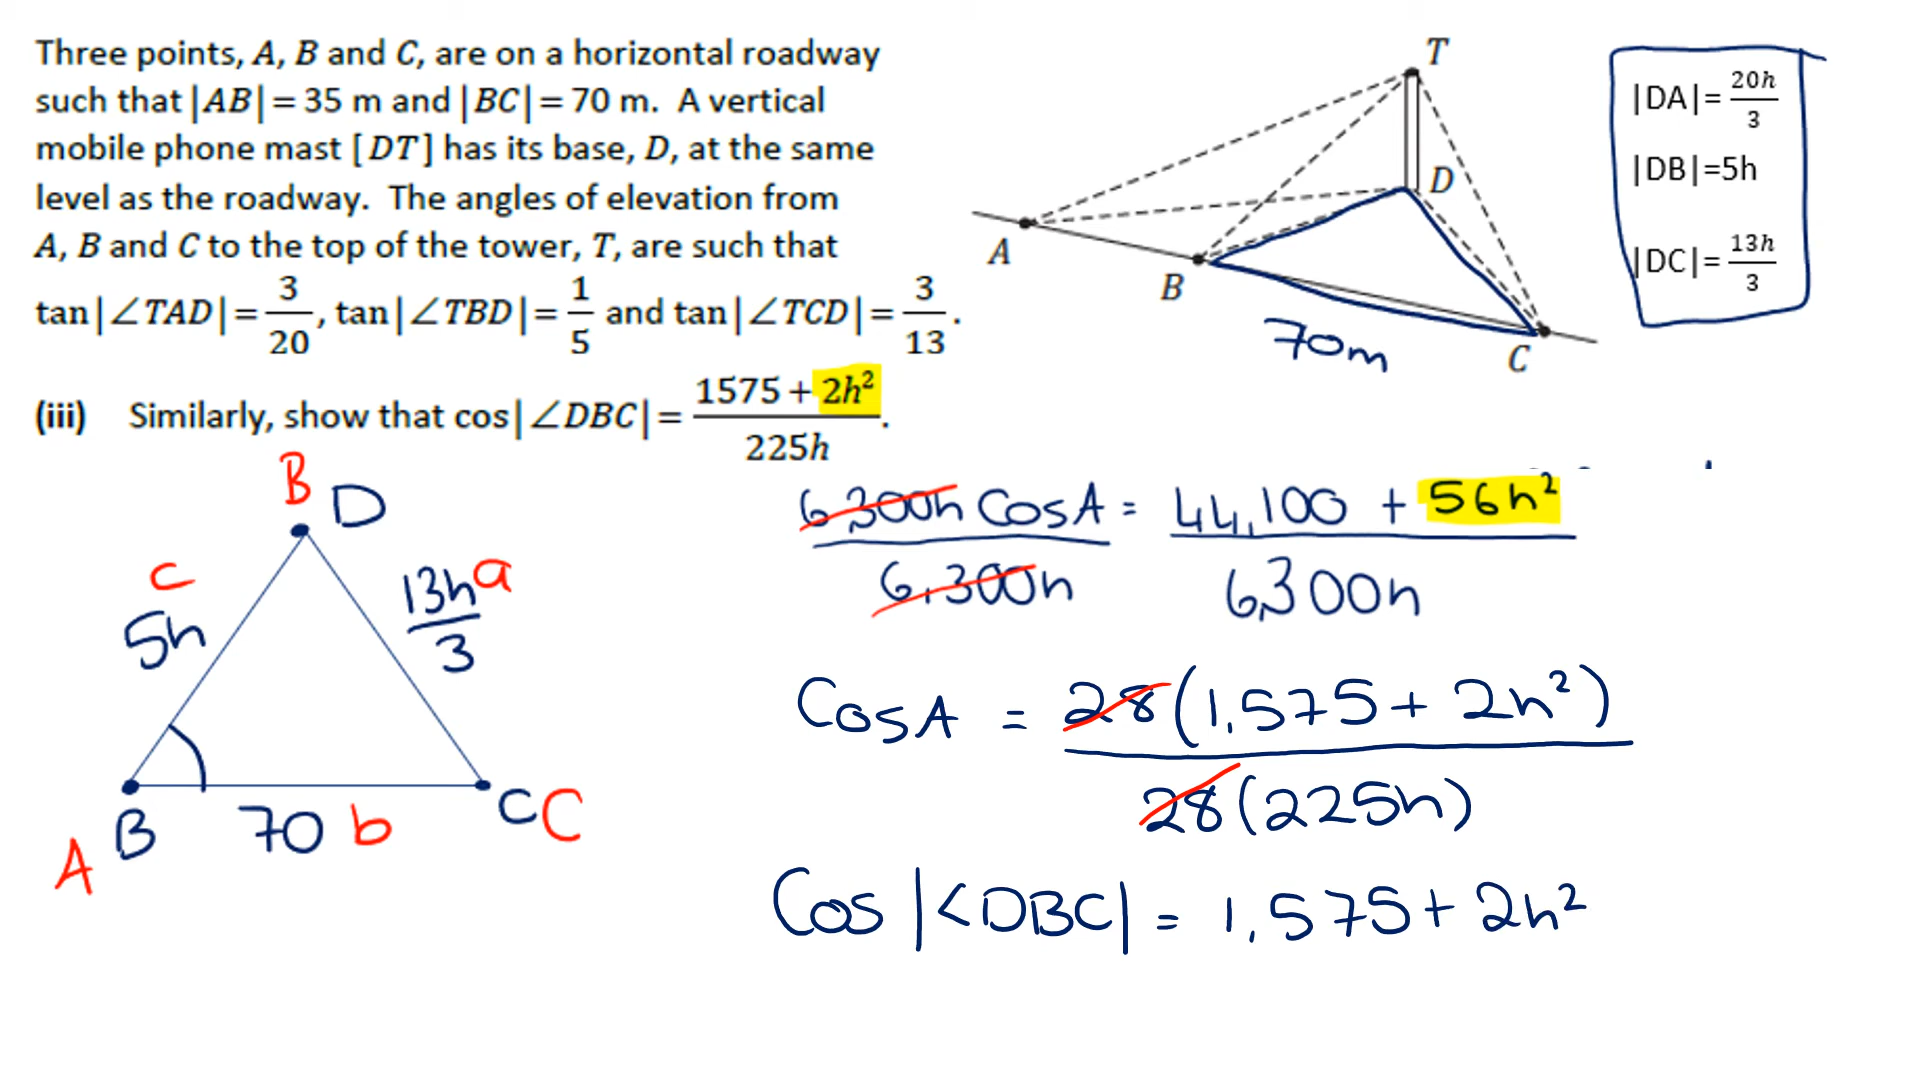 Three points, A, B and C, are on a horizontal roadway
such that |AB| = 35 m and |BC| = 70 m. A vertical
mobile phone mast [DT] has its base, D, at the same
level as the roadway. The angles of elevation from
A, B and C to the top of the tower, T, are such that
tan|∠TAD| = 3/20, tan|∠TBD| = 1/5 and tan|∠TCD| = 3/13.
(iii) Similarly, show that cos|∠DBC| = (1575 + 2h²)/225h.
T
D
A
B
C
70m
|DA|= 20h/3
|DB|=5h
|DC|= 13h/3
B D
c
5h
13h/3 a
A B
70 b
C C
6,300h CosA / 6,300h = 44,100 + 56h² / 6,300h
CosA = 28(1,575 + 2h²) / 28(225h)
Cos |<DBC| = 1,575 + 2h²